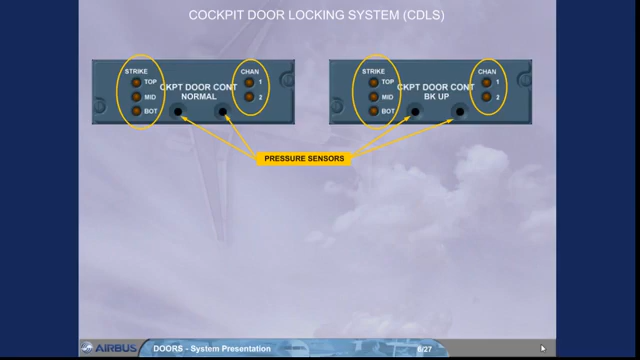 COCKPIT DOOR LOCKING SYSTEM (CDLS)
STRIKE
TOP
MID
BOT
CKPT DOOR CONT
NORMAL
CHAN
1
2
STRIKE
TOP
MID
BOT
CKPT DOOR CONT
BK UP
CHAN
1
2
PRESSURE SENSORS
AIRBUS
DOORS - System Presentation
6/27